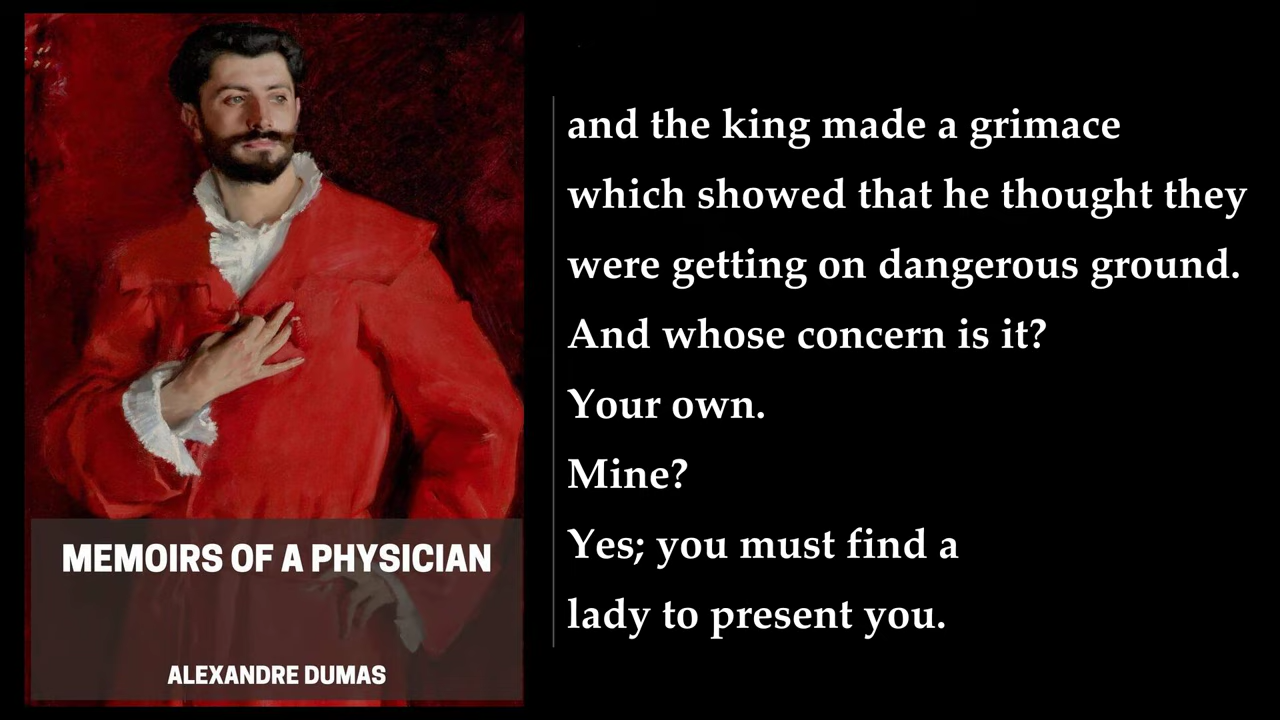 MEMOIRS OF A PHYSICIAN
ALEXANDRE DUMAS
and the king made a grimace
which showed that he thought they
were getting on dangerous ground.
And whose concern is it?
Your own.
Mine?
Yes; you must find a
lady to present you.